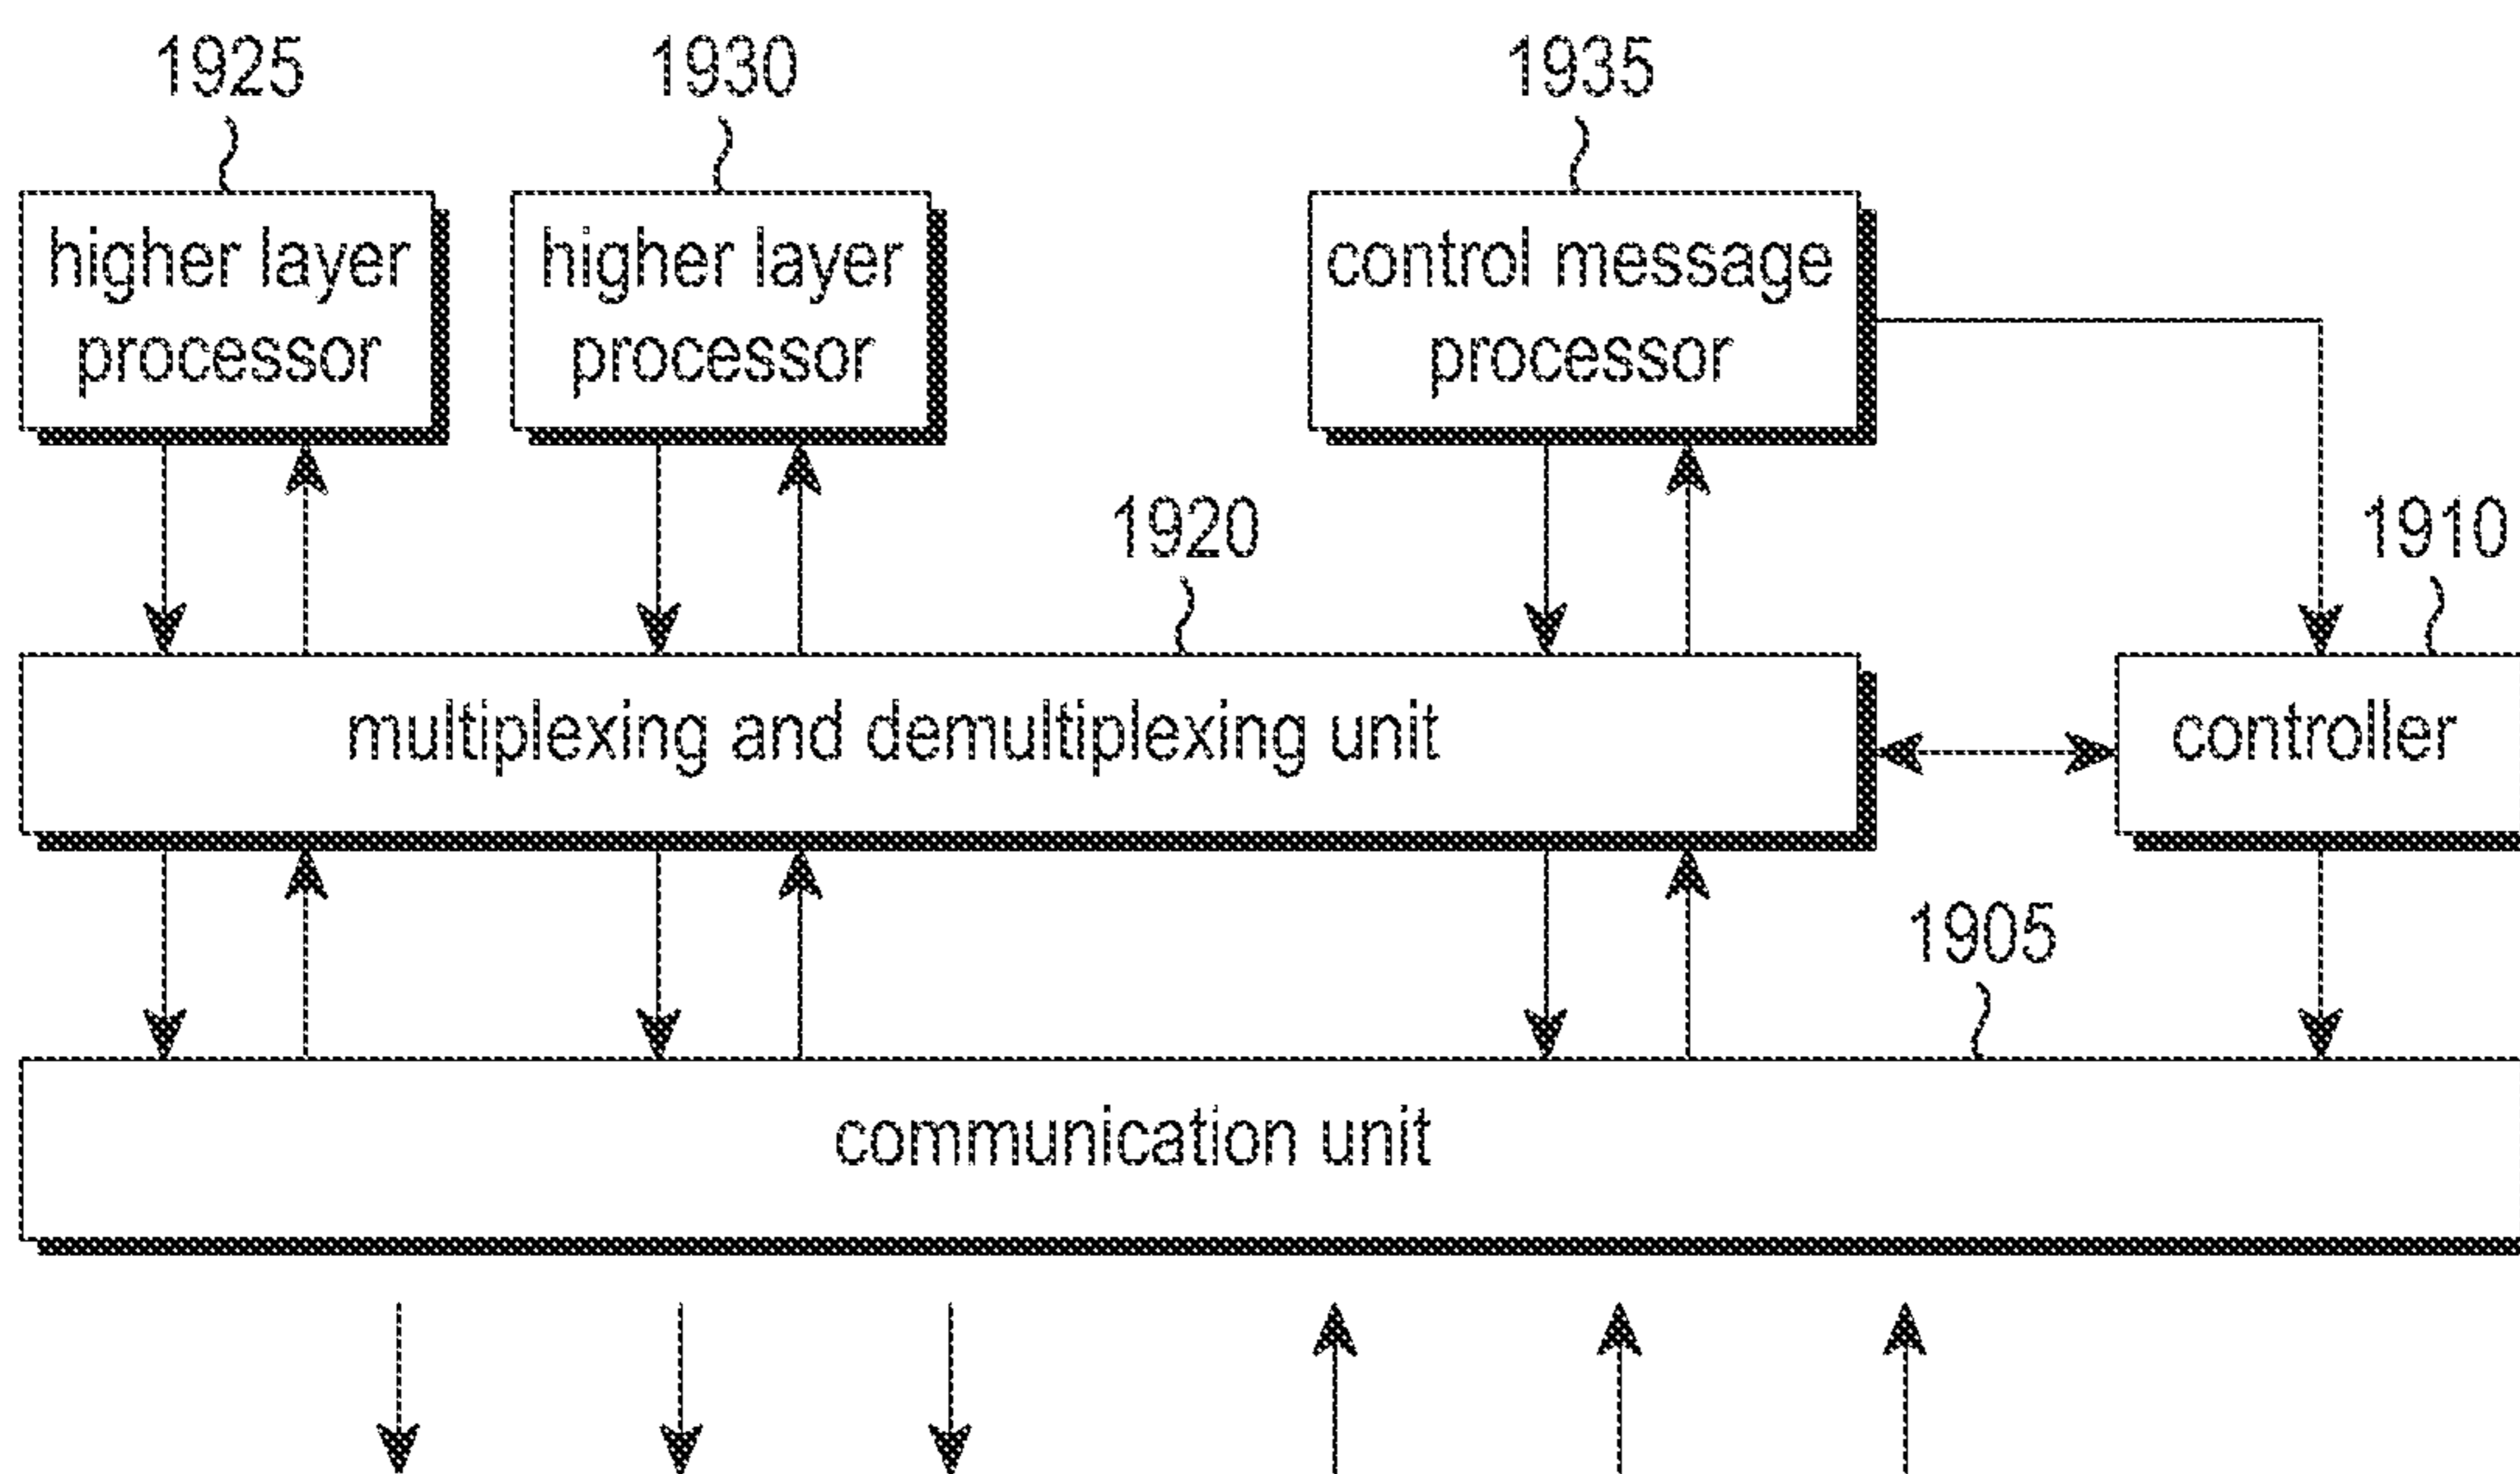 1925
1930
1935
higher layer
processor
higher layer
processor
control message
processor
1920
1910
multiplexing and demultiplexing unit
controller
1905
communication unit